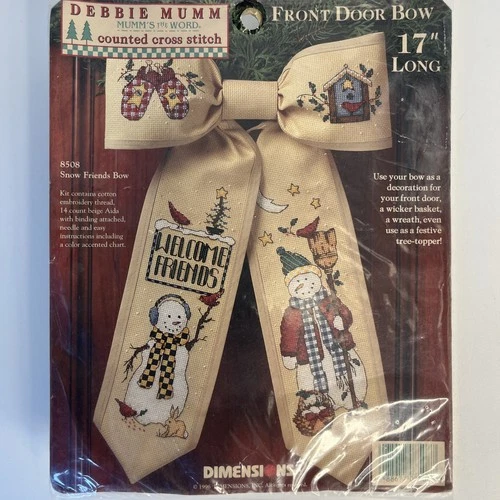 DEBBIE MUMM
MUMM'S THE WORD
counted cross stitch
FRONT DOOR BOW
17"
LONG
8508
Snow Friends Bow
Kit contains cotton
embroidery thread,
14 count beige Aida
with binding attached,
needle and easy
instructions including
a color accented chart.
Use your bow as a
decoration for
your front door,
a wicker basket,
a wreath, even
use as a festive
tree-topper!
WELCOME
FRIENDS
DIMENSIONS
DIMENSIONS, INC.